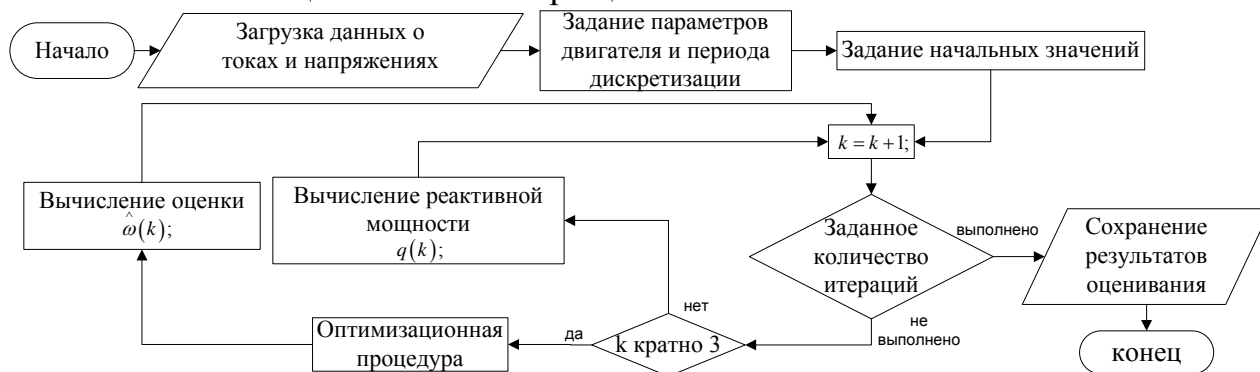 Начало
Загрузка данных о
токах и напряжениях
Задание параметров
двигателя и периода
дискретизации
Задание начальных значений
k = k + 1;
Вычисление оценки
ω̂(k);
Вычисление реактивной
мощности
q(k);
Заданное
количество
итераций
выполнено
Сохранение
результатов
оценивания
не
выполнено
нет
k кратно 3
да
Оптимизационная
процедура
конец